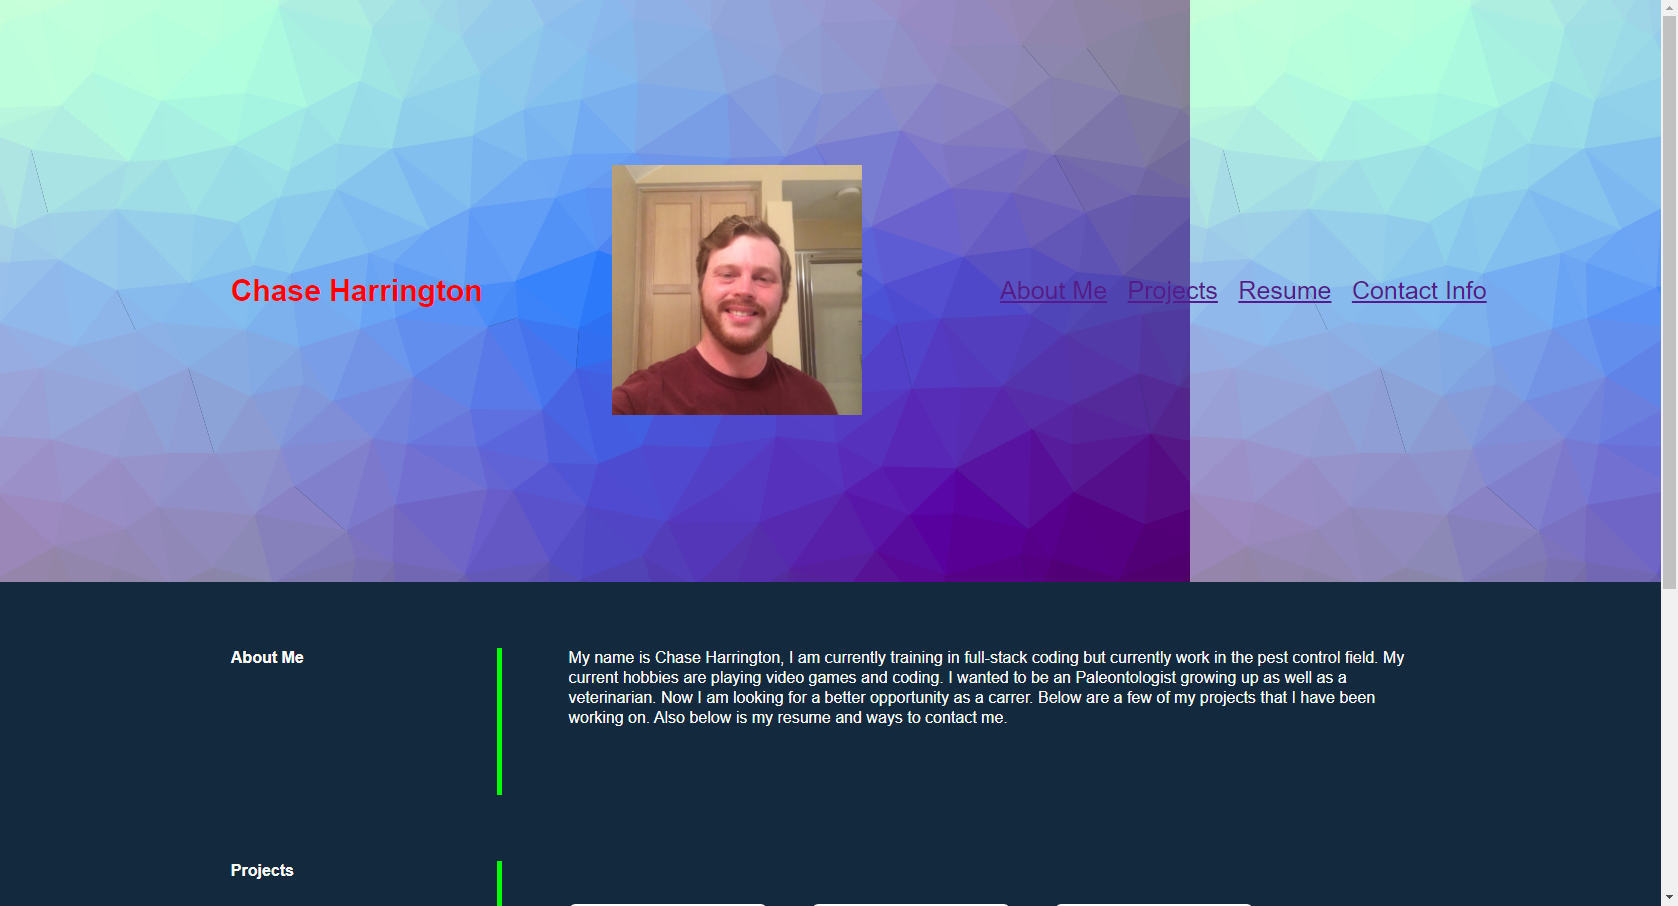 Chase Harrington
About Me Projects Resume Contact Info
About Me
My name is Chase Harrington, I am currently training in full-stack coding but currently work in the pest control field. My
current hobbies are playing video games and coding. I wanted to be an Paleontologist growing up as well as a
veterinarian. Now I am looking for a better opportunity as a carrer. Below are a few of my projects that I have been
working on. Also below is my resume and ways to contact me.
Projects